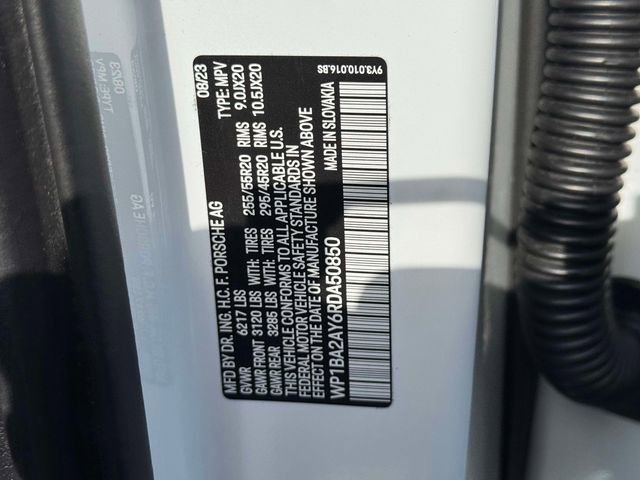 MFD BY DR. ING. H.C. F. PORSCHE AG 08/23
GVWR 6217 LBS TYPE: MPV
GAWR FRONT 3120 LBS WITH: TIRES 255/55R20 RIMS 9.0JX20
GAWR REAR 3285 LBS WITH: TIRES 295/45R20 RIMS 10.5JX20
THIS VEHICLE CONFORMS TO ALL APPLICABLE U.S.
FEDERAL MOTOR VEHICLE SAFETY STANDARDS IN
EFFECT ON THE DATE OF MANUFACTURE SHOWN ABOVE
WP1BA2AY6RDA50850 MADE IN SLOVAKIA
9Y3.010.016.BS